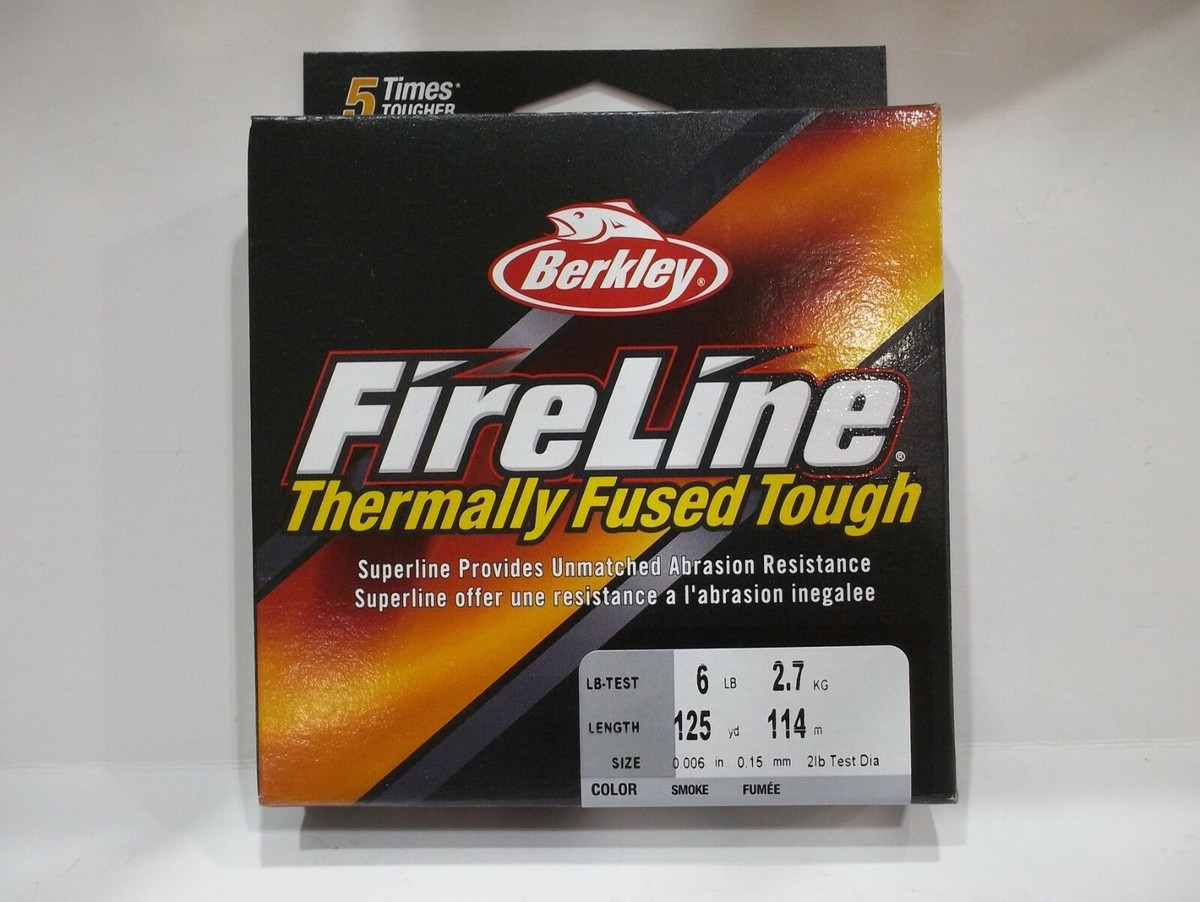 5 Times*
TOUGHER
Berkley®
FireLine®
Thermally Fused Tough
Superline Provides Unmatched Abrasion Resistance
Superline offer une resistance a l'abrasion inegalee
LB-TEST 6 LB 2.7 KG
LENGTH 125 yd 114 m
SIZE 0.006 in 0.15 mm 2lb Test Dia
COLOR SMOKE FUMÉE